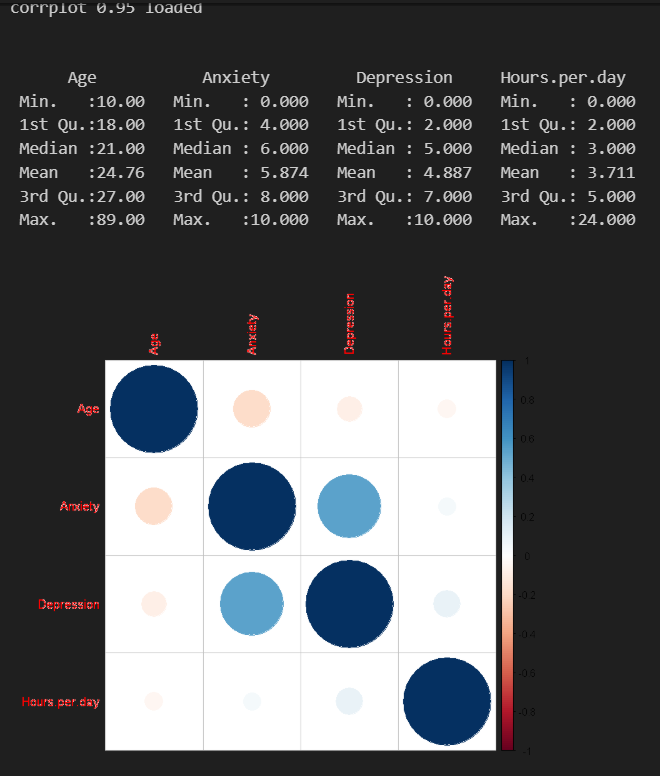 corrplot 0.95 loaded
Age Anxiety Depression Hours.per.day
Min. :10.00 Min. : 0.000 Min. : 0.000 Min. : 0.000
1st Qu.:18.00 1st Qu.: 4.000 1st Qu.: 2.000 1st Qu.: 2.000
Median :21.00 Median : 6.000 Median : 5.000 Median : 3.000
Mean :24.76 Mean : 5.874 Mean : 4.887 Mean : 3.711
3rd Qu.:27.00 3rd Qu.: 8.000 3rd Qu.: 7.000 3rd Qu.: 5.000
Max. :89.00 Max. :10.000 Max. :10.000 Max. :24.000
Age
Anxiety
Depression
Hours.per.day
Age
Anxiety
Depression
Hours.per.day
1
0.8
0.6
0.4
0.2
0
-0.2
-0.4
-0.6
-0.8
-1